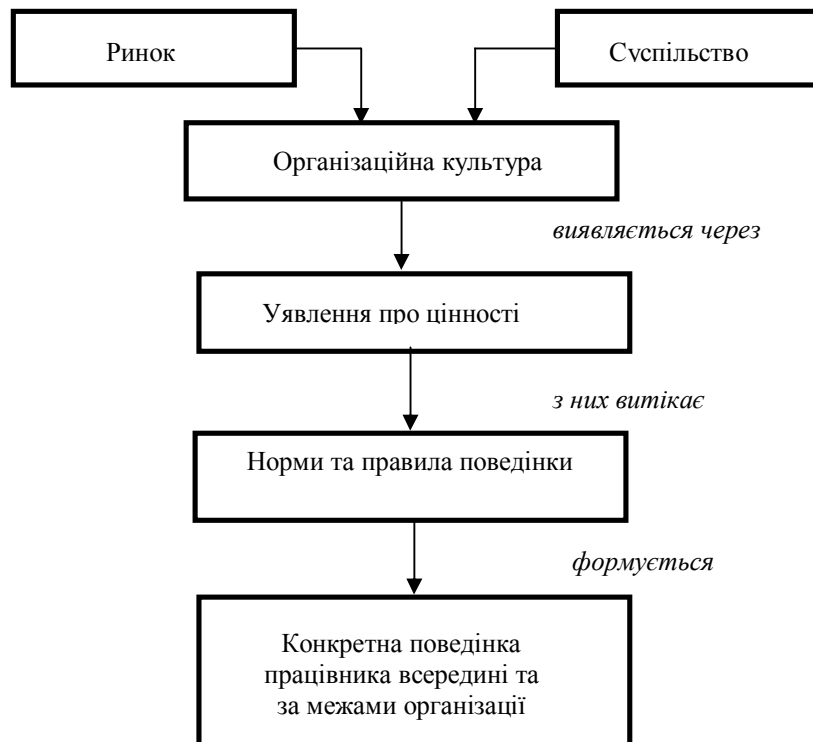 Ринок
Суспільство
Організаційна культура
виявляється через
Уявлення про цінності
з них витікає
Норми та правила поведінки
формується
Конкретна поведінка
працівника всередині та
за межами організації